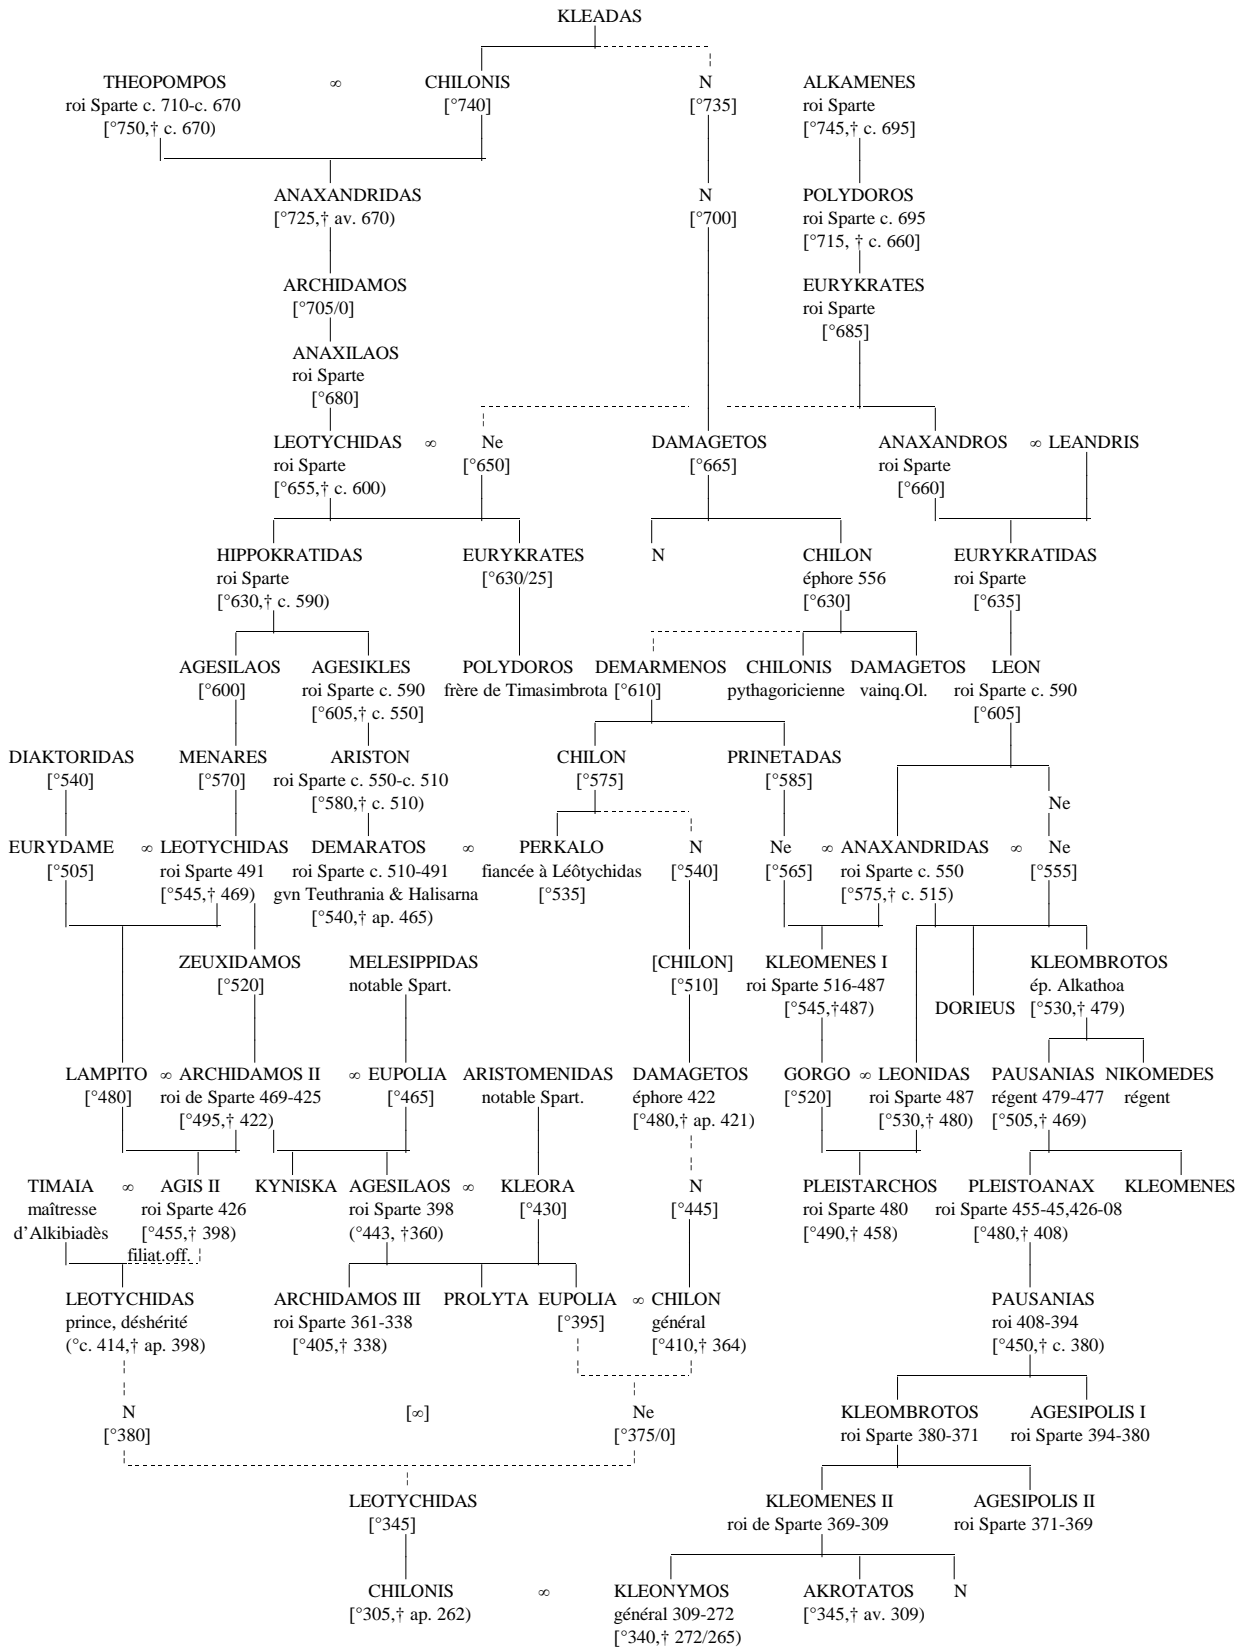 KLEADAS
THEOPOMPOS ∞ CHILONIS N ALKAMENES
roi Sparte c. 710-c. 670 [°740] [°735] roi Sparte
[°750,† c. 670) [°745,† c. 695]
ANAXANDRIDAS N POLYDOROS
[°725,† av. 670) [°700] roi Sparte c. 695
[°715, † c. 660]
ARCHIDAMOS EURYKRATES
[°705/0] roi Sparte
[°685]
ANAXILAOS
roi Sparte
[°680]
LEOTYCHIDAS ∞ Ne DAMAGETOS ANAXANDROS ∞ LEANDRIS
roi Sparte [°650] [°665] roi Sparte
[°655,† c. 600) [°660]
HIPPOKRATIDAS EURYKRATES N CHILON EURYKRATIDAS
roi Sparte [°630/25] éphore 556 roi Sparte
[°630,† c. 590) [°630] [°635]
AGESILAOS AGESIKLES POLYDOROS DEMARMENOS CHILONIS DAMAGETOS LEON
[°600] roi Sparte c. 590 frère de Timasimbrota [°610] pythagoricienne vainq.Ol. roi Sparte c. 590
[°605,† c. 550] [°605]
DIAKTORIDAS MENARES ARISTON CHILON PRINETADAS
[°540] [°570] roi Sparte c. 550-c. 510 [°575] [°585]
[°580,† c. 510) Ne
EURYDAME ∞ LEOTYCHIDAS DEMARATOS ∞ PERKALO N Ne ∞ ANAXANDRIDAS ∞ Ne
[°505] roi Sparte 491 roi Sparte c. 510-491 fiancée à Léôtychidas [°540] [°565] roi Sparte c. 550 [°555]
[°545,† 469) gvn Teuthrania & Halisarna [°535] [°575,† c. 515)
[°540,† ap. 465)
ZEUXIDAMOS MELESIPPIDAS [CHILON] KLEOMENES I KLEOMBROTOS
[°520] notable Spart. [°510] roi Sparte 516-487 ép. Alkathoa
[°545,†487) DORIEUS [°530,† 479)
LAMPITO ∞ ARCHIDAMOS II ∞ EUPOLIA ARISTOMENIDAS DAMAGETOS GORGO ∞ LEONIDAS PAUSANIAS NIKOMEDES
[°480] roi de Sparte 469-425 [°465] notable Spart. éphore 422 [°520] roi Sparte 487 régent 479-477 régent
[°495,† 422) [°480,† ap. 421) [°530,† 480) [°505,† 469)
TIMAIA ∞ AGIS II KYNISKA AGESILAOS ∞ KLEORA N PLEISTARCHOS PLEISTOANAX KLEOMENES
maîtresse roi Sparte 426 roi Sparte 398 [°430] [°445] roi Sparte 480 roi Sparte 455-45,426-08
d'Alkibiadès [°455,† 398) (°443, †360) [°490,† 458) [°480,† 408)
filiat.off.
LEOTYCHIDAS ARCHIDAMOS III PROLYTA EUPOLIA ∞ CHILON PAUSANIAS
prince, déshérité roi Sparte 361-338 [°395] général roi 408-394
(°c. 414,† ap. 398) [°405,† 338) [°410,† 364) [°450,† c. 380)
N [∞] Ne KLEOMBROTOS AGESIPOLIS I
[°380] [°375/0] roi Sparte 380-371 roi Sparte 394-380
LEOTYCHIDAS KLEOMENES II AGESIPOLIS II
[°345] roi de Sparte 369-309 roi Sparte 371-369
CHILONIS ∞ KLEONYMOS AKROTATOS N
[°305,† ap. 262) général 309-272 [°345,† av. 309)
[°340,† 272/265)